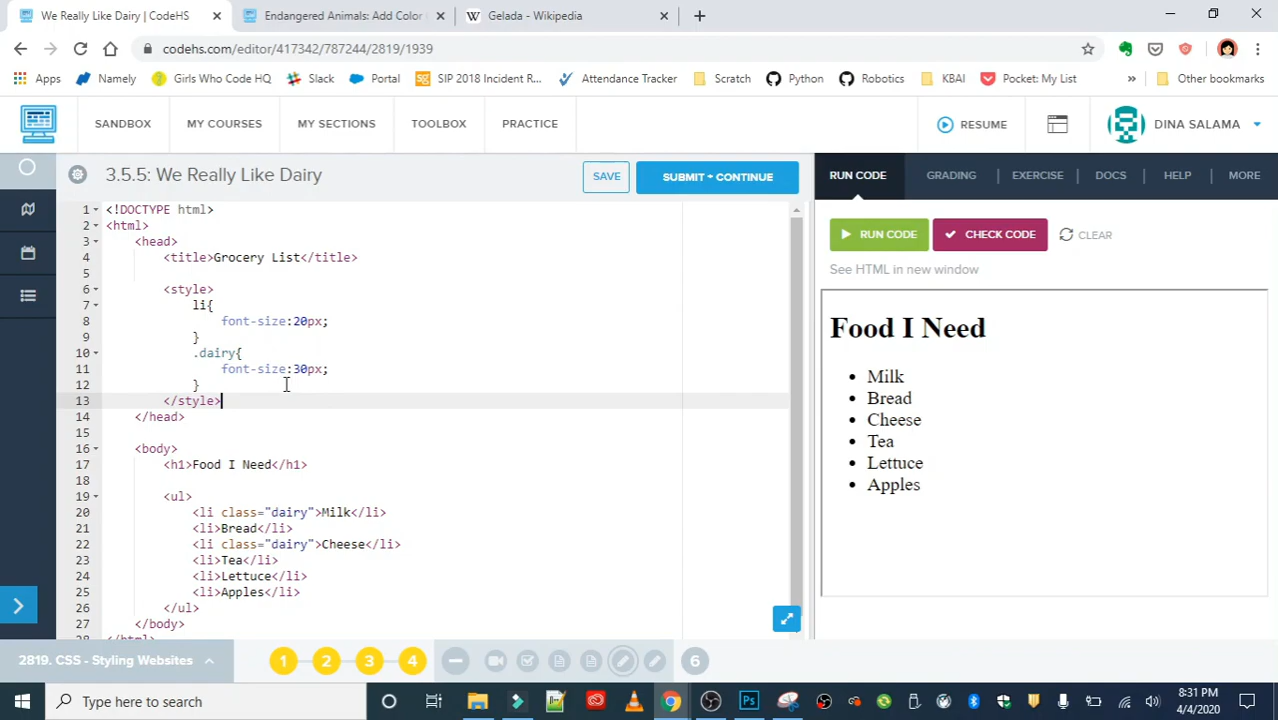 We Really Like Dairy | CodeHS
Endangered Animals: Add Color
Gelada - Wikipedia
codehs.com/editor/417342/787244/2819/1939
Apps
Namely
Girls Who Code HQ
Slack
Portal
SIP 2018 Incident R...
Attendance Tracker
Scratch
Python
Robotics
KBAI
Pocket: My List
»
Other bookmarks
SANDBOX
MY COURSES
MY SECTIONS
TOOLBOX
PRACTICE
RESUME
DINA SALAMA
3.5.5: We Really Like Dairy
SAVE
SUBMIT + CONTINUE
RUN CODE
GRADING
EXERCISE
DOCS
HELP
MORE
1 <!DOCTYPE html>
2 <html>
3 <head>
4 <title>Grocery List</title>
5
6 <style>
7 li{
8 font-size:20px;
9 }
10 .dairy{
11 font-size:30px;
12 }
13 </style>
14 </head>
15
16 <body>
17 <h1>Food I Need</h1>
18
19 <ul>
20 <li class="dairy">Milk</li>
21 <li>Bread</li>
22 <li class="dairy">Cheese</li>
23 <li>Tea</li>
24 <li>Lettuce</li>
25 <li>Apples</li>
26 </ul>
27 </body>
28 </html>
RUN CODE
CHECK CODE
CLEAR
See HTML in new window
Food I Need
• Milk
• Bread
• Cheese
• Tea
• Lettuce
• Apples
2819. CSS - Styling Websites
1 2 3 4 6
Type here to search
8:31 PM
4/4/2020